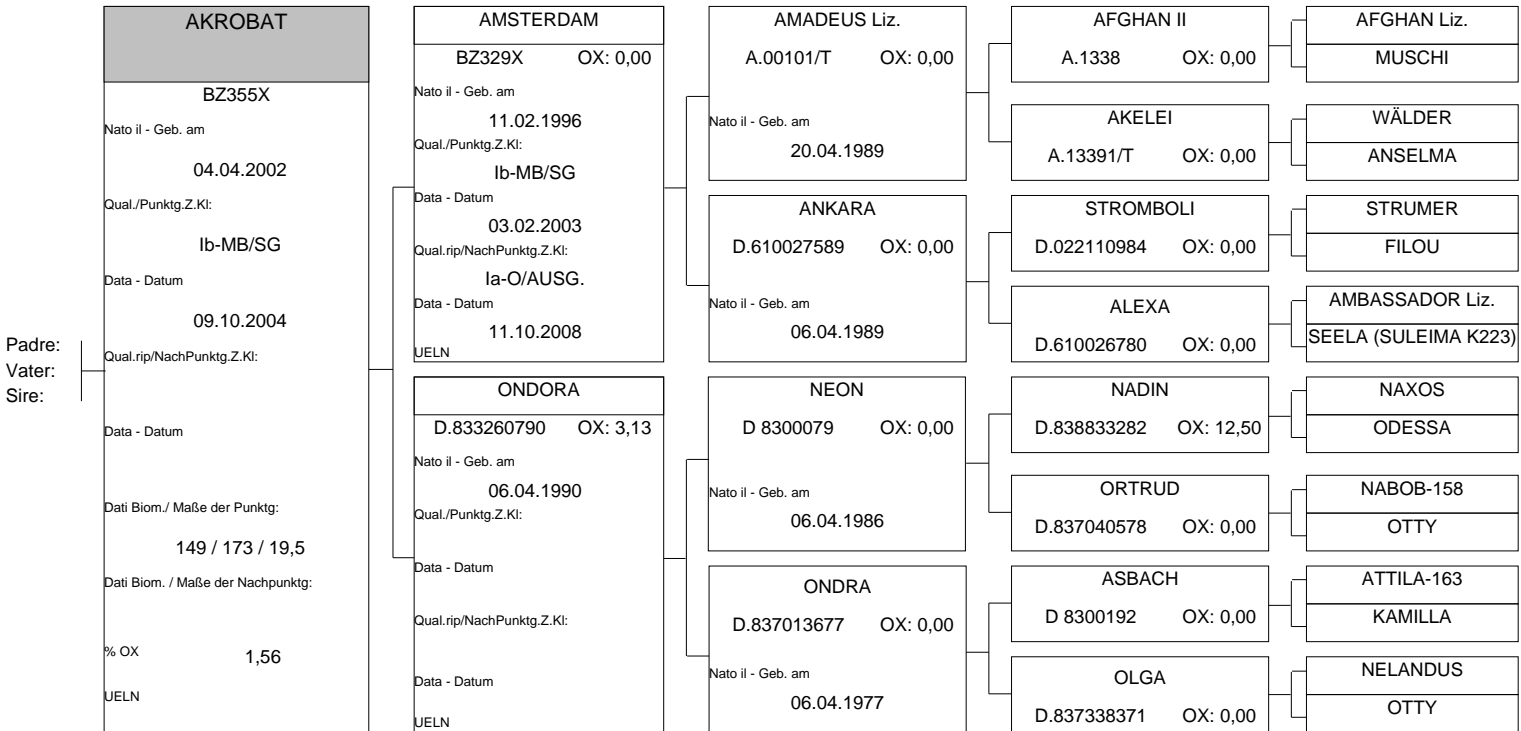 Padre:
Vater:
Sire:
AKROBAT
BZ355X
Nato il - Geb. am
04.04.2002
Qual./Punktg.Z.Kl:
Ib-MB/SG
Data - Datum
09.10.2004
Qual.rip/NachPunktg.Z.Kl:
Data - Datum
Dati Biom./ Maße der Punktg:
149 / 173 / 19,5
Dati Biom. / Maße der Nachpunktg:
% OX 1,56
UELN
AMSTERDAM
BZ329X OX: 0,00
Nato il - Geb. am
11.02.1996
Qual./Punktg.Z.Kl:
Ib-MB/SG
Data - Datum
03.02.2003
Qual.rip/NachPunktg.Z.Kl:
Ia-O/AUSG.
Data - Datum
11.10.2008
UELN
ONDORA
D.833260790 OX: 3,13
Nato il - Geb. am
06.04.1990
Qual./Punktg.Z.Kl:
Data - Datum
Qual.rip/NachPunktg.Z.Kl:
Data - Datum
UELN
AMADEUS Liz.
A.00101/T OX: 0,00
Nato il - Geb. am
20.04.1989
ANKARA
D.610027589 OX: 0,00
Nato il - Geb. am
06.04.1989
NEON
D 8300079 OX: 0,00
Nato il - Geb. am
06.04.1986
ONDRA
D.837013677 OX: 0,00
Nato il - Geb. am
06.04.1977
AFGHAN II
A.1338 OX: 0,00
AKELEI
A.13391/T OX: 0,00
STROMBOLI
D.022110984 OX: 0,00
ALEXA
D.610026780 OX: 0,00
NADIN
D.838833282 OX: 12,50
ORTRUD
D.837040578 OX: 0,00
ASBACH
D 8300192 OX: 0,00
OLGA
D.837338371 OX: 0,00
AFGHAN Liz.
MUSCHI
WÄLDER
ANSELMA
STRUMER
FILOU
AMBASSADOR Liz.
SEELA (SULEIMA K223)
NAXOS
ODESSA
NABOB-158
OTTY
ATTILA-163
KAMILLA
NELANDUS
OTTY